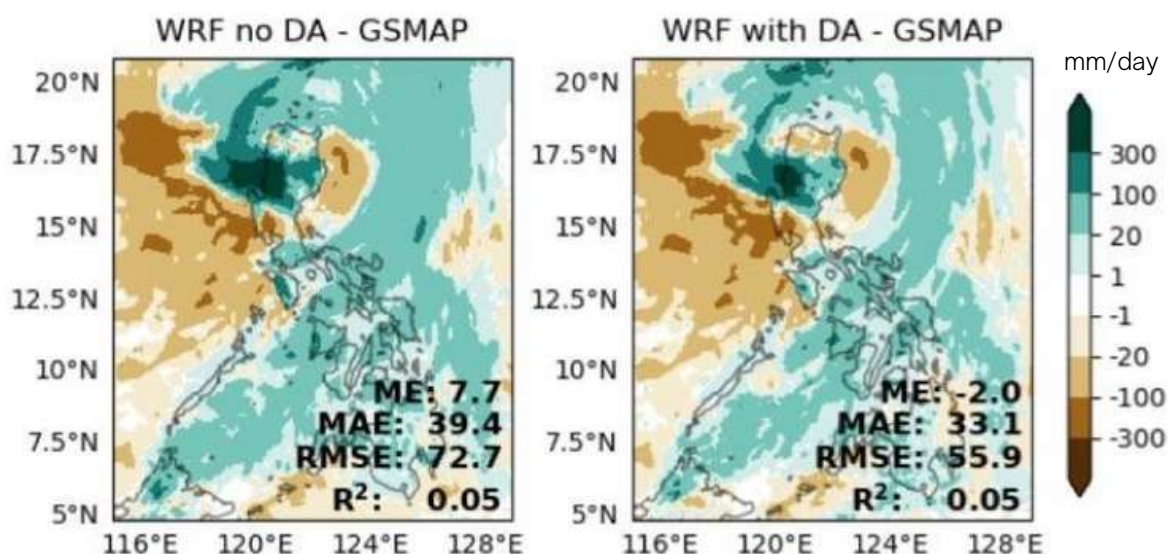 WRF no DA - GSMAP
WRF with DA - GSMAP
mm/day
20°N
17.5°N
15°N
12.5°N
10°N
7.5°N
5°N
116°E 120°E 124°E 128°E
ME: 7.7
MAE: 39.4
RMSE: 72.7
R²: 0.05
20°N
17.5°N
15°N
12.5°N
10°N
7.5°N
5°N
116°E 120°E 124°E 128°E
ME: -2.0
MAE: 33.1
RMSE: 55.9
R²: 0.05
300
100
20
1
-1
-20
-100
-300